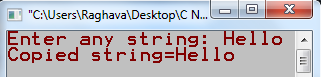 "C:\Users\Raghava\Desktop\C N...
Enter any string: Hello
Copied string=Hello